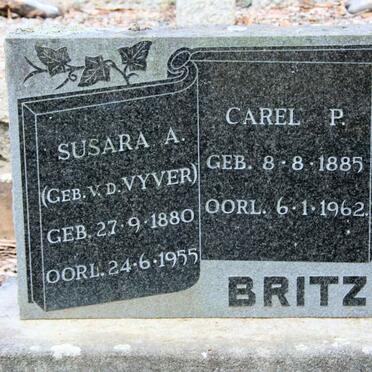 SUSARA A.
(GEB. V.D. VYVER)
GEB. 27·9·1880
OORL. 24·6·1955
CAREL P.
GEB. 8·8·1885
OORL. 6·1·1962.
BRITZ